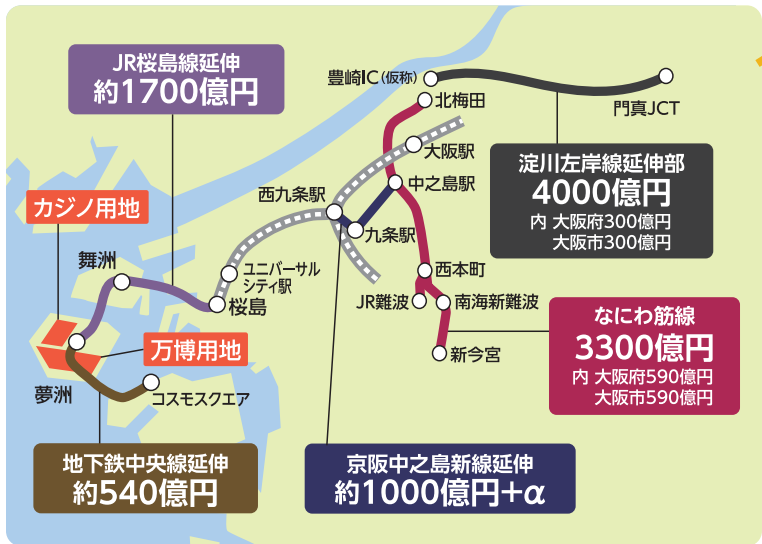 JR桜島線延伸
約1700億円
豊崎IC(仮称)
門真JCT
北梅田
大阪駅
淀川左岸線延伸部
4000億円
内 大阪府300億円
大阪市300億円
中之島駅
西九条駅
九条駅
カジノ用地
舞洲
ユニバーサル
シティ駅
桜島
西本町
JR難波
南海新難波
新今宮
なにわ筋線
3300億円
内 大阪府590億円
大阪市590億円
万博用地
夢洲
コスモスクエア
地下鉄中央線延伸
約540億円
京阪中之島新線延伸
約1000億円+α